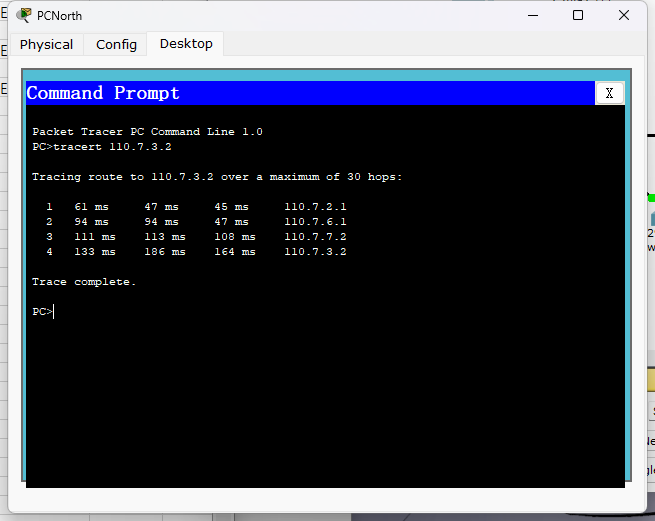 PCNorth
Physical Config Desktop
Command Prompt X
Packet Tracer PC Command Line 1.0
PC>tracert 110.7.3.2
Tracing route to 110.7.3.2 over a maximum of 30 hops:
1 61 ms 47 ms 45 ms 110.7.2.1
2 94 ms 94 ms 47 ms 110.7.6.1
3 111 ms 113 ms 108 ms 110.7.7.2
4 133 ms 186 ms 164 ms 110.7.3.2
Trace complete.
PC>